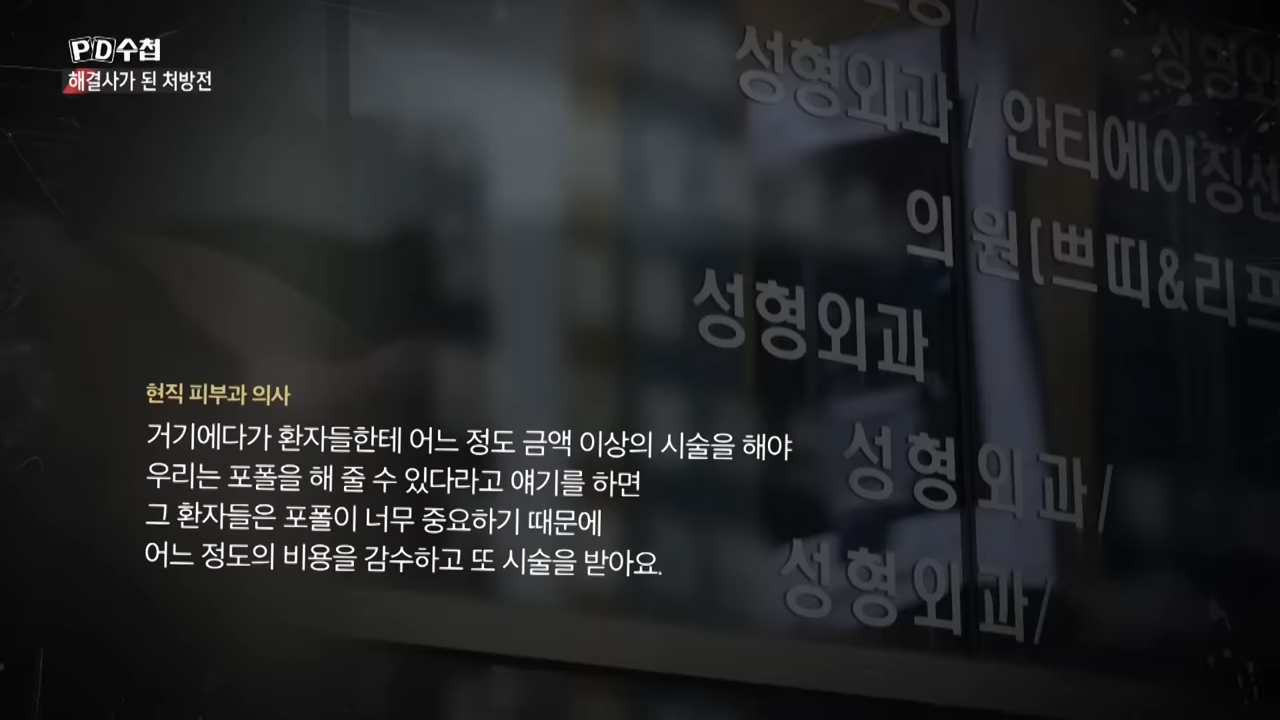 PD수첩
해결사가 된 처방전
성형외과 / 안티에이징센
의원(쁘띠&리프
성형외과
성형외과/
성형외과/
현직 피부과 의사
거기에다가 환자들한테 어느 정도 금액 이상의 시술을 해야
우리는 포폴을 해 줄 수 있다라고 얘기를 하면
그 환자들은 포폴이 너무 중요하기 때문에
어느 정도의 비용을 감수하고 또 시술을 받아요.